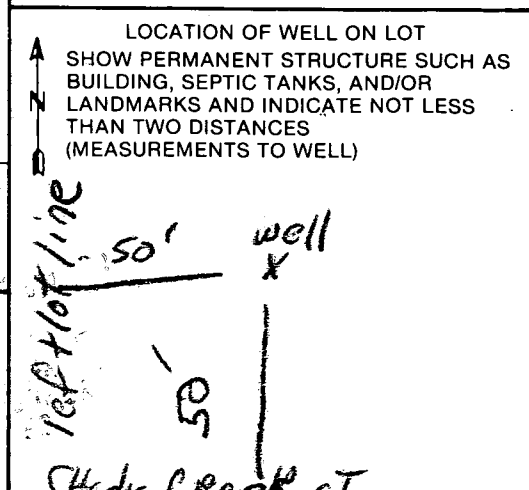 LOCATION OF WELL ON LOT
SHOW PERMANENT STRUCTURE SUCH AS
BUILDING, SEPTIC TANKS, AND/OR
N LANDMARKS AND INDICATE NOT LESS
THAN TWO DISTANCES
(MEASUREMENTS TO WELL)
left lot line
50' well
X
50'
CT